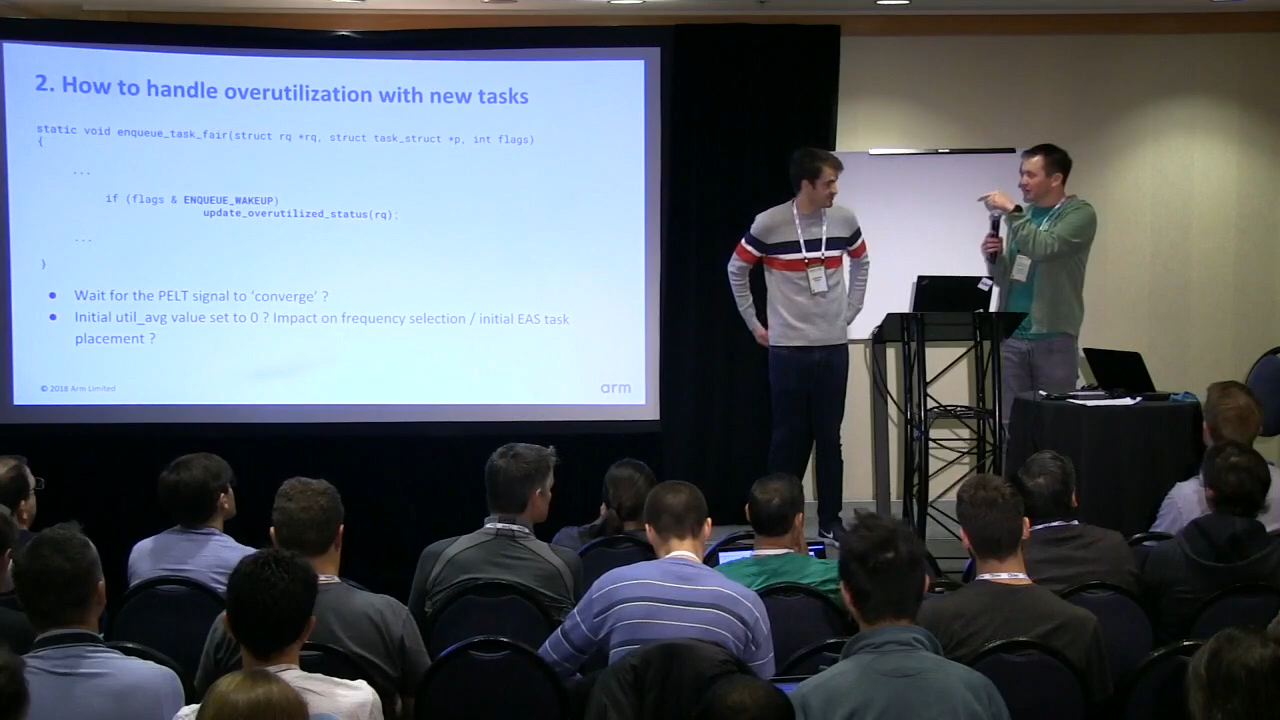 2. How to handle overutilization with new tasks
static void enqueue_task_fair(struct rq *rq, struct task_struct *p, int flags)
{
...
if (flags & ENQUEUE_WAKEUP)
update_overutilized_status(rq);
...
}
● Wait for the PELT signal to ‘converge’ ?
● Initial util_avg value set to 0 ? Impact on frequency selection / initial EAS task
placement ?
© 2018 Arm Limited
arm